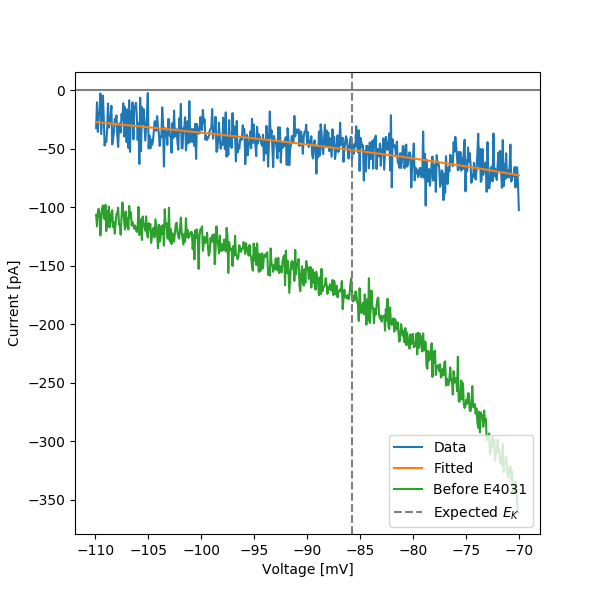 0
−50
−100
−150
−200
−250
−300
−350
Current [pA]
−110
−105
−100
−95
−90
−85
−80
−75
−70
Voltage [mV]
Data
Fitted
Before E4031
Expected E_K